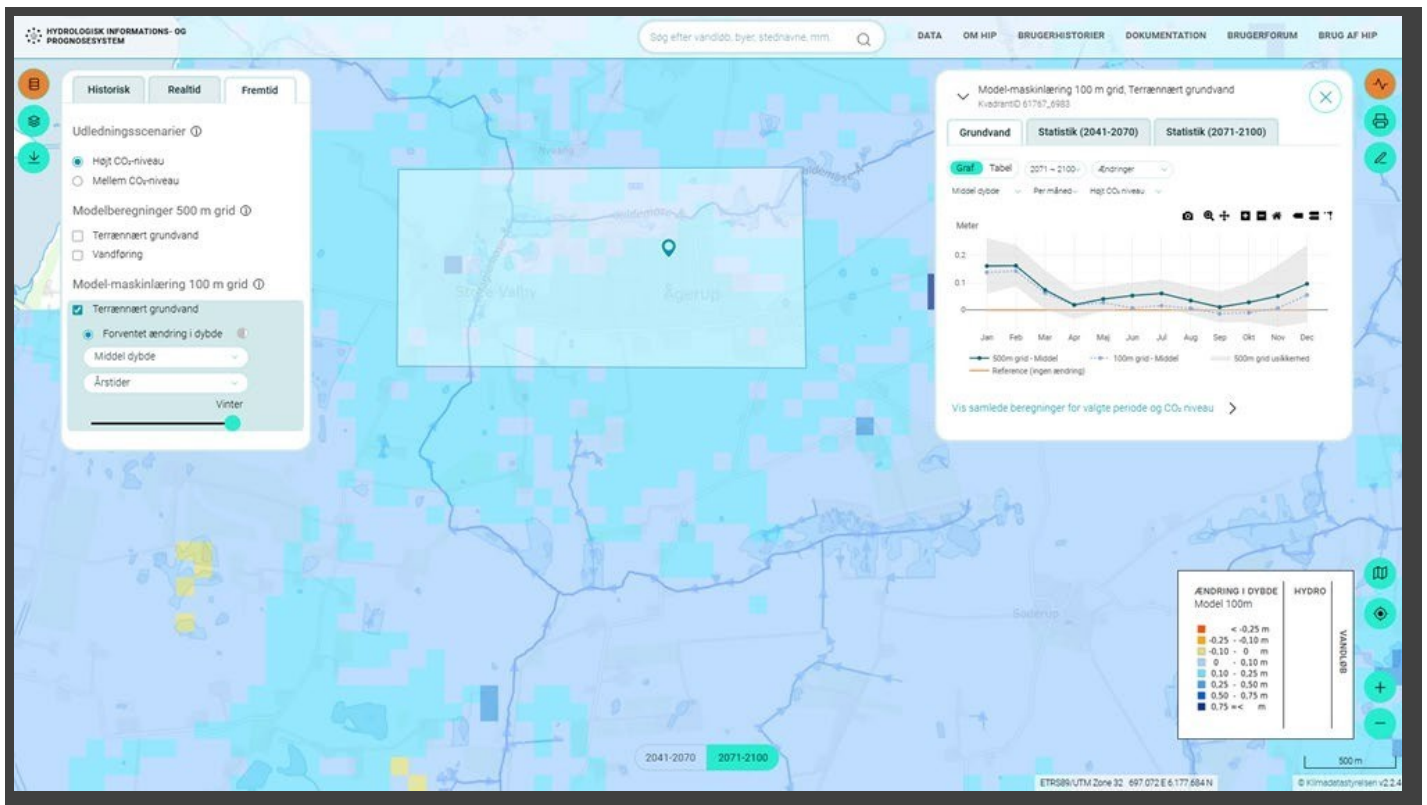 HYDROLOGISK INFORMATIONS- OG
PROGNOSESYSTEM
Søg efter vandløb, byer, stednavne, mm.
DATA
OM HIP
BRUGERHISTORIER
DOKUMENTATION
BRUGERFORUM
BRUG AF HIP
Historisk
Realtid
Fremtid
Udledningsscenarier
Højt CO₂-niveau
Mellem CO₂-niveau
Modelberegninger 500 m grid
Terrænnært grundvand
Vandføring
Model-maskinlæring 100 m grid
Terrænnært grundvand
Forventet ændring i dybde
Middel dybde
Årstider
Vinter
Store Valby
Ågerup
Model-maskinlæring 100 m grid, Terrænnært grundvand
KvadrantID 61767_6983
Grundvand
Statistik (2041-2070)
Statistik (2071-2100)
Graf
Tabel
2071 – 2100
Ændringer
Middel dybde
Per måned
Højt CO₂ niveau
Meter
0.2
0.1
0
Jan Feb Mar Apr Maj Jun Jul Aug Sep Okt Nov Dec
500m grid - Middel
100m grid - Middel
500m grid usikkerhed
Reference (ingen ændring)
Vis samlede beregninger for valgte periode og CO₂ niveau
ÆNDRING I DYBDE
Model 100m
HYDRO
VANDLØB
< -0,25 m
-0,25 - -0,10 m
-0,10 - 0 m
0 - 0,10 m
0,10 - 0,25 m
0,25 - 0,50 m
0,50 - 0,75 m
0,75 =< m
2041-2070
2071-2100
500 m
ETRS89/UTM Zone 32 697.072 E 6.177.684 N
© Klimadatastyrelsen v2.2.4